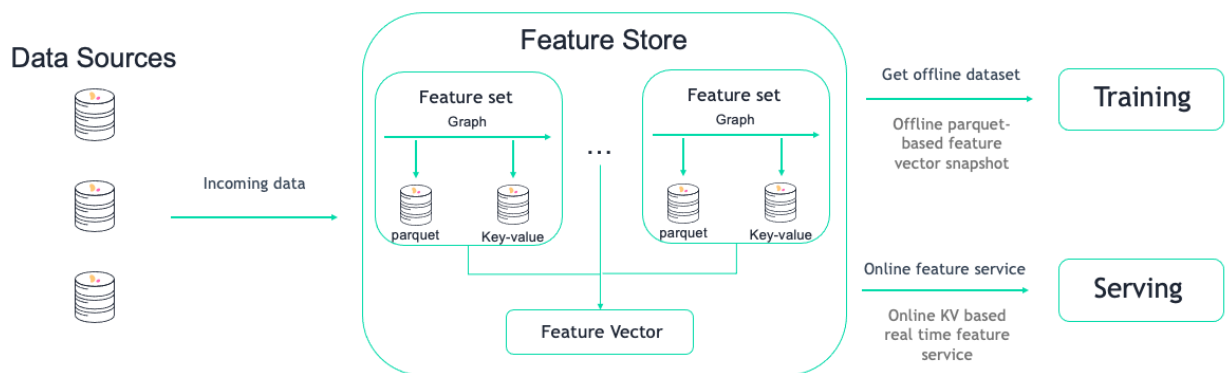 Data Sources
Incoming data
Feature Store
Feature set
Graph
parquet
Key-value
...
Feature set
Graph
parquet
Key-value
Feature Vector
Get offline dataset
Offline parquet-
based feature
vector snapshot
Training
Online feature service
Online KV based
real time feature
service
Serving